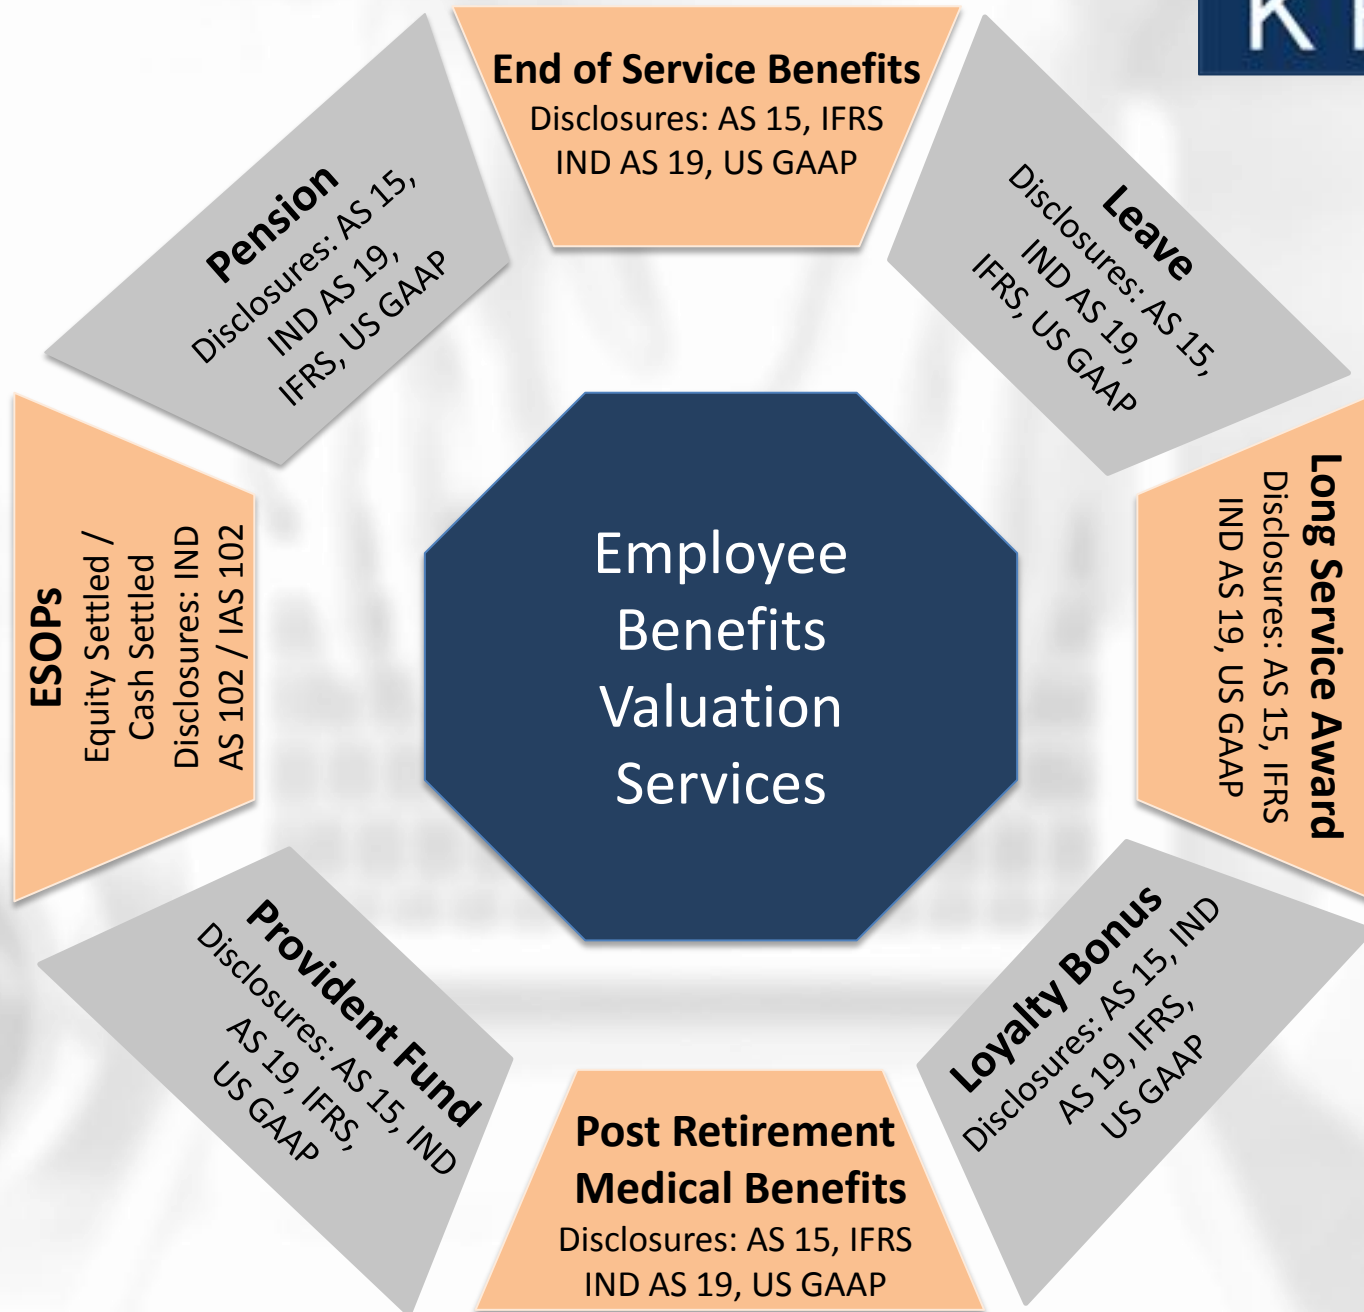 K
End of Service Benefits
Disclosures: AS 15, IFRS
IND AS 19, US GAAP
Leave
Disclosures: AS 15,
IND AS 19,
IFRS, US GAAP
Long Service Award
Disclosures: AS 15, IFRS
IND AS 19, US GAAP
Loyalty Bonus
Disclosures: AS 15, IND
AS 19, IFRS,
US GAAP
Post Retirement
Medical Benefits
Disclosures: AS 15, IFRS
IND AS 19, US GAAP
Provident Fund
Disclosures: AS 15, IND
AS 19, IFRS,
US GAAP
ESOPs
Equity Settled /
Cash Settled
Disclosures: IND
AS 102 / IAS 102
Pension
Disclosures: AS 15,
IND AS 19,
IFRS, US GAAP
Employee
Benefits
Valuation
Services